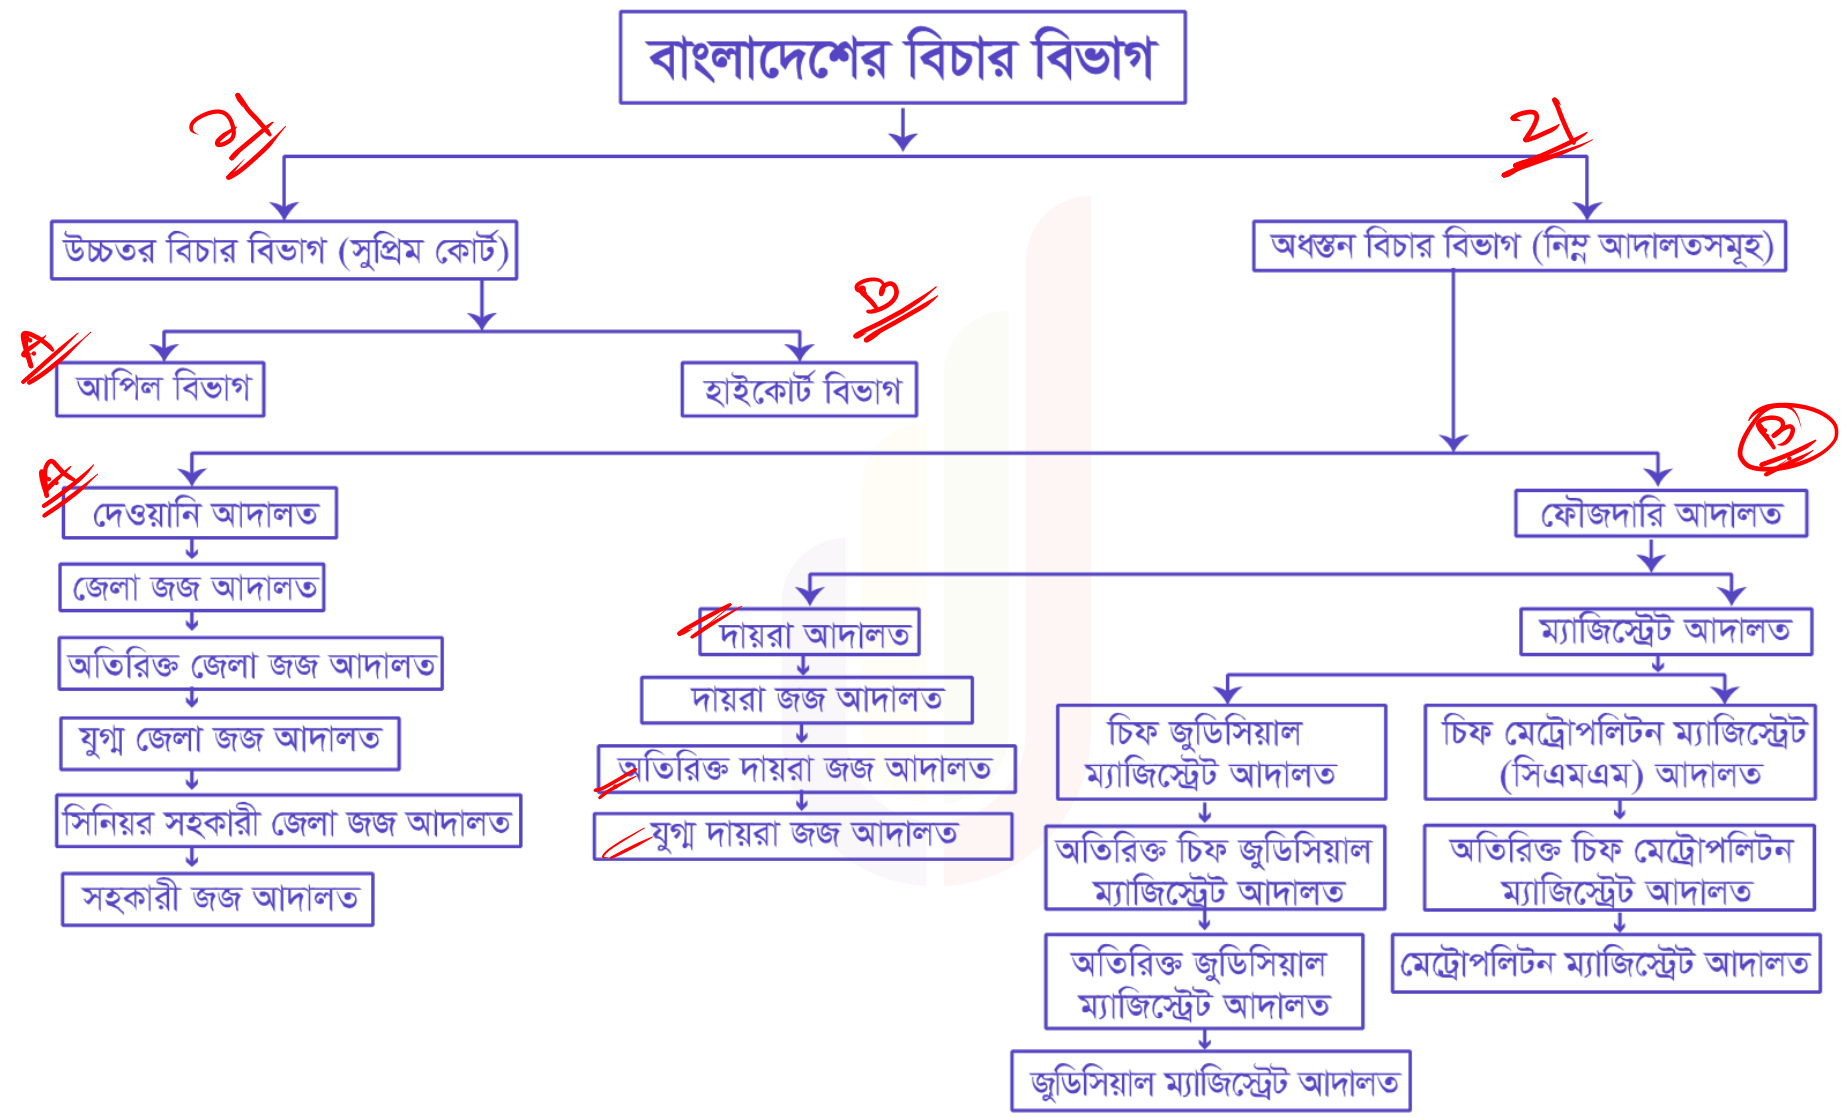 বাংলাদেশের বিচার বিভাগ
১।
২।
উচ্চতর বিচার বিভাগ (সুপ্রিম কোর্ট)
অধস্তন বিচার বিভাগ (নিম্ন আদালতসমূহ)
A
B
আপিল বিভাগ
হাইকোর্ট বিভাগ
A
B
দেওয়ানি আদালত
ফৌজদারি আদালত
জেলা জজ আদালত
অতিরিক্ত জেলা জজ আদালত
যুগ্ম জেলা জজ আদালত
সিনিয়র সহকারী জেলা জজ আদালত
সহকারী জজ আদালত
দায়রা আদালত
দায়রা জজ আদালত
অতিরিক্ত দায়রা জজ আদালত
যুগ্ম দায়রা জজ আদালত
ম্যাজিস্ট্রেট আদালত
চিফ জুডিসিয়াল
ম্যাজিস্ট্রেট আদালত
অতিরিক্ত চিফ জুডিসিয়াল
ম্যাজিস্ট্রেট আদালত
অতিরিক্ত জুডিসিয়াল
ম্যাজিস্ট্রেট আদালত
জুডিসিয়াল ম্যাজিস্ট্রেট আদালত
চিফ মেট্রোপলিটন ম্যাজিস্ট্রেট
(সিএমএম) আদালত
অতিরিক্ত চিফ মেট্রোপলিটন
ম্যাজিস্ট্রেট আদালত
মেট্রোপলিটন ম্যাজিস্ট্রেট আদালত